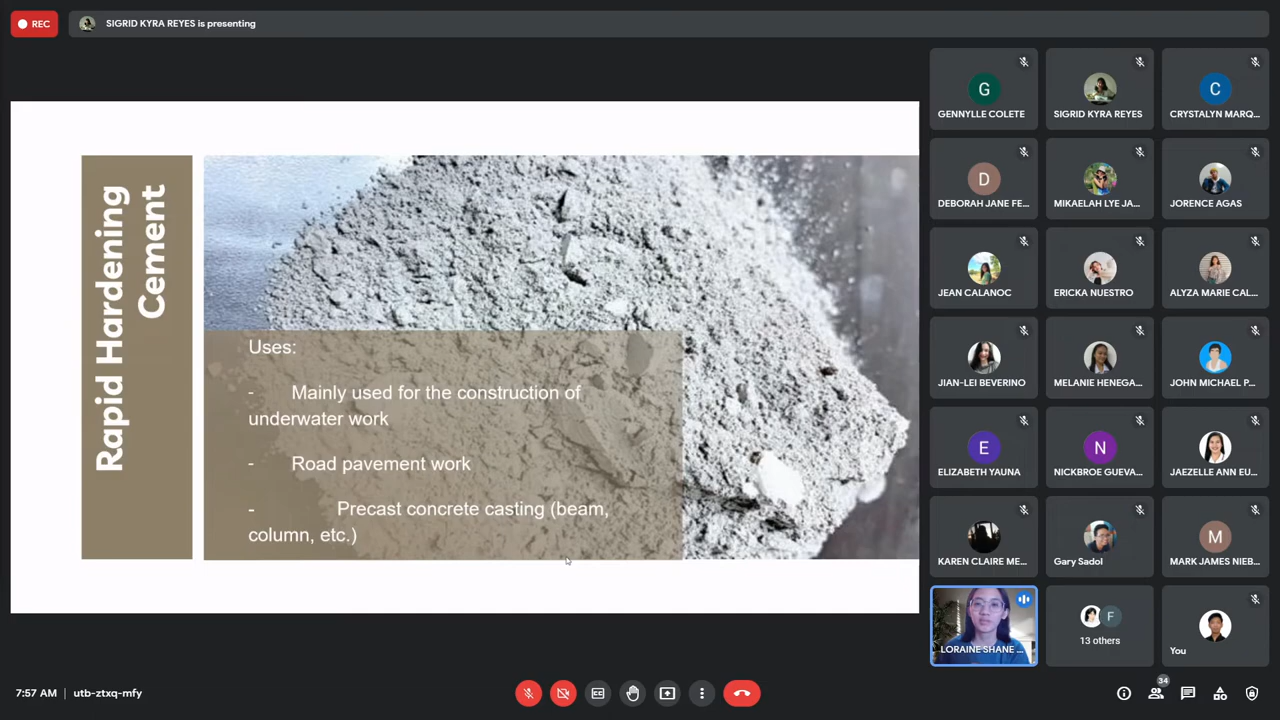 REC
SIGRID KYRA REYES is presenting
Rapid Hardening
Cement
Uses:
- Mainly used for the construction of
underwater work
- Road pavement work
- Precast concrete casting (beam,
column, etc.)
G
GENNYLLE COLETE
SIGRID KYRA REYES
C
CRYSTALYN MARQ...
D
DEBORAH JANE FE...
MIKAELAH LYE JA...
JORENCE AGAS
JEAN CALANOC
ERICKA NUESTRO
ALYZA MARIE CAL...
JIAN-LEI BEVERINO
MELANIE HENEGA...
JOHN MICHAEL P...
E
ELIZABETH YAUNA
N
NICKBROE GUEVA...
JAEZELLE ANN EU...
KAREN CLAIRE ME...
Gary Sadol
M
MARK JAMES NIEB...
LORAINE SHANE ...
F
13 others
You
7:57 AM | utb-ztxq-mfy
34